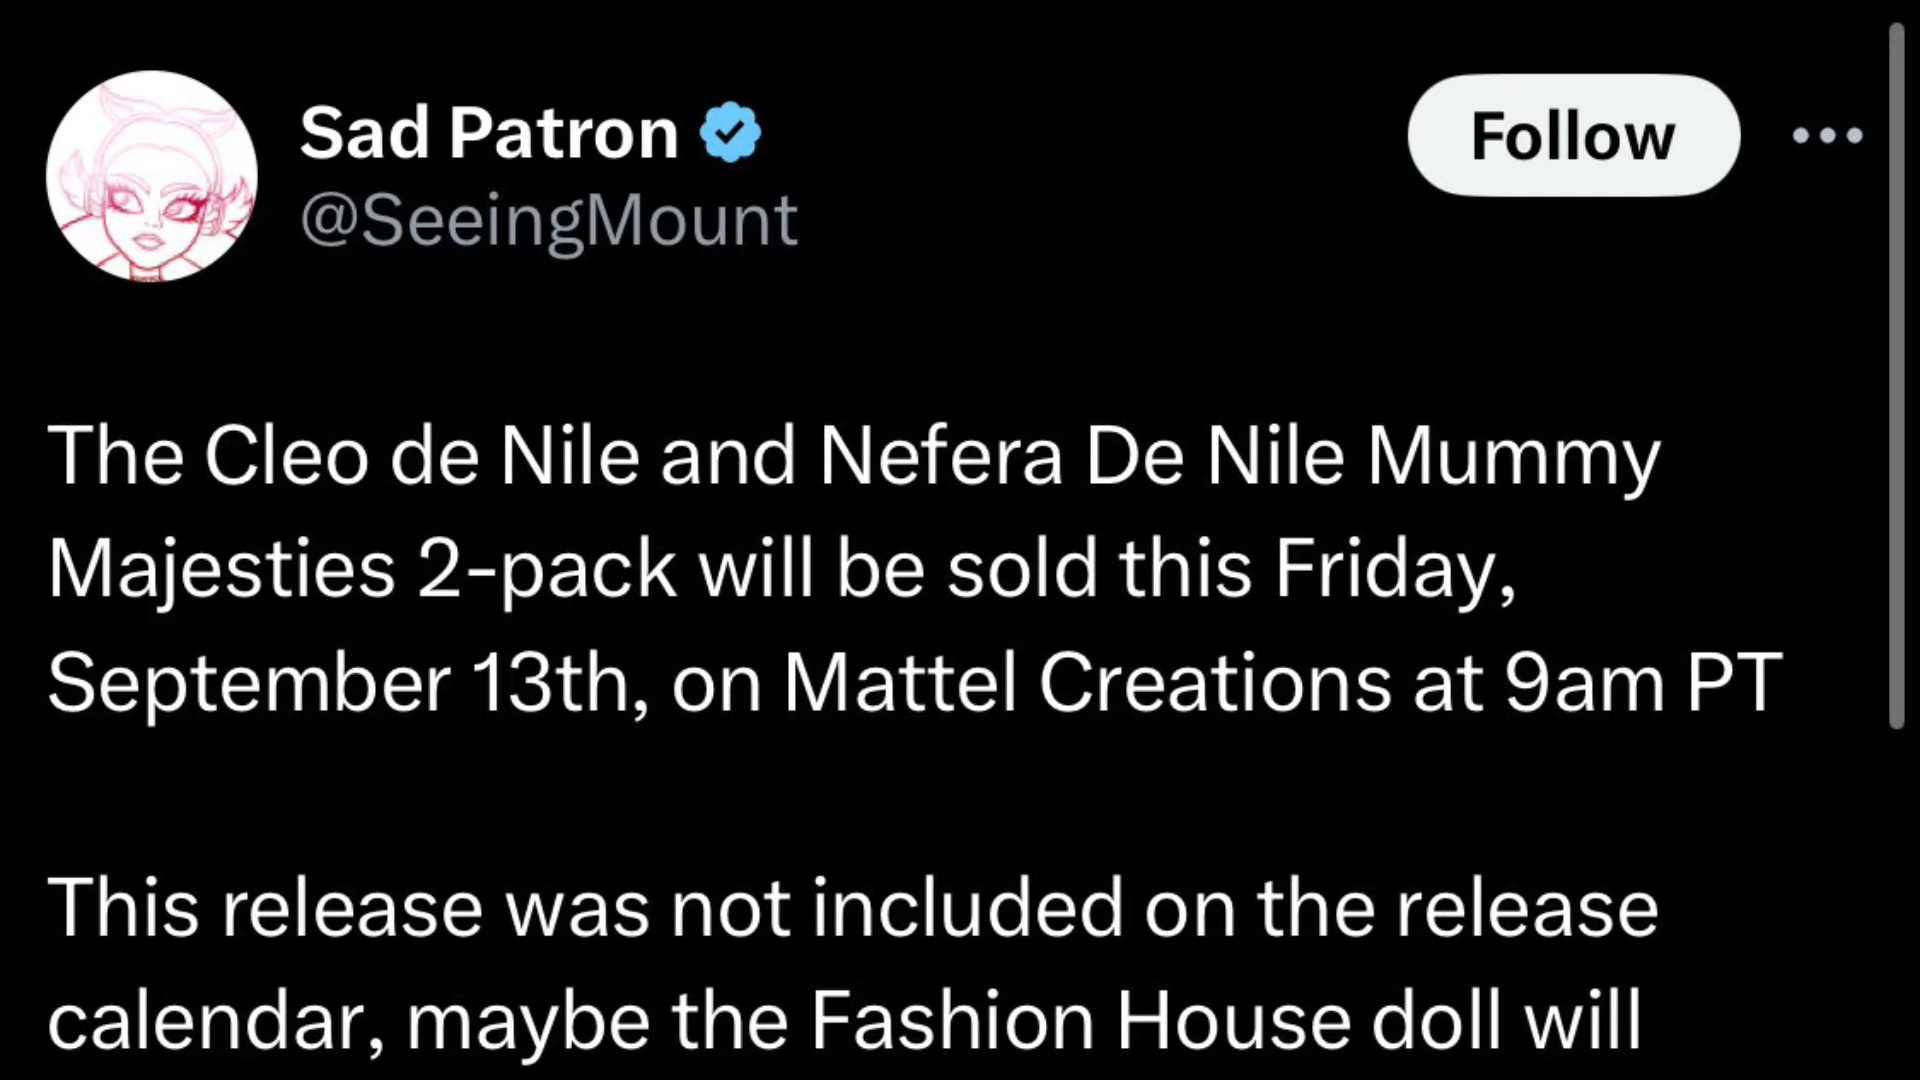 Sad Patron
Follow
@SeeingMount
The Cleo de Nile and Nefera De Nile Mummy
Majesties 2-pack will be sold this Friday,
September 13th, on Mattel Creations at 9am PT
This release was not included on the release
calendar, maybe the Fashion House doll will